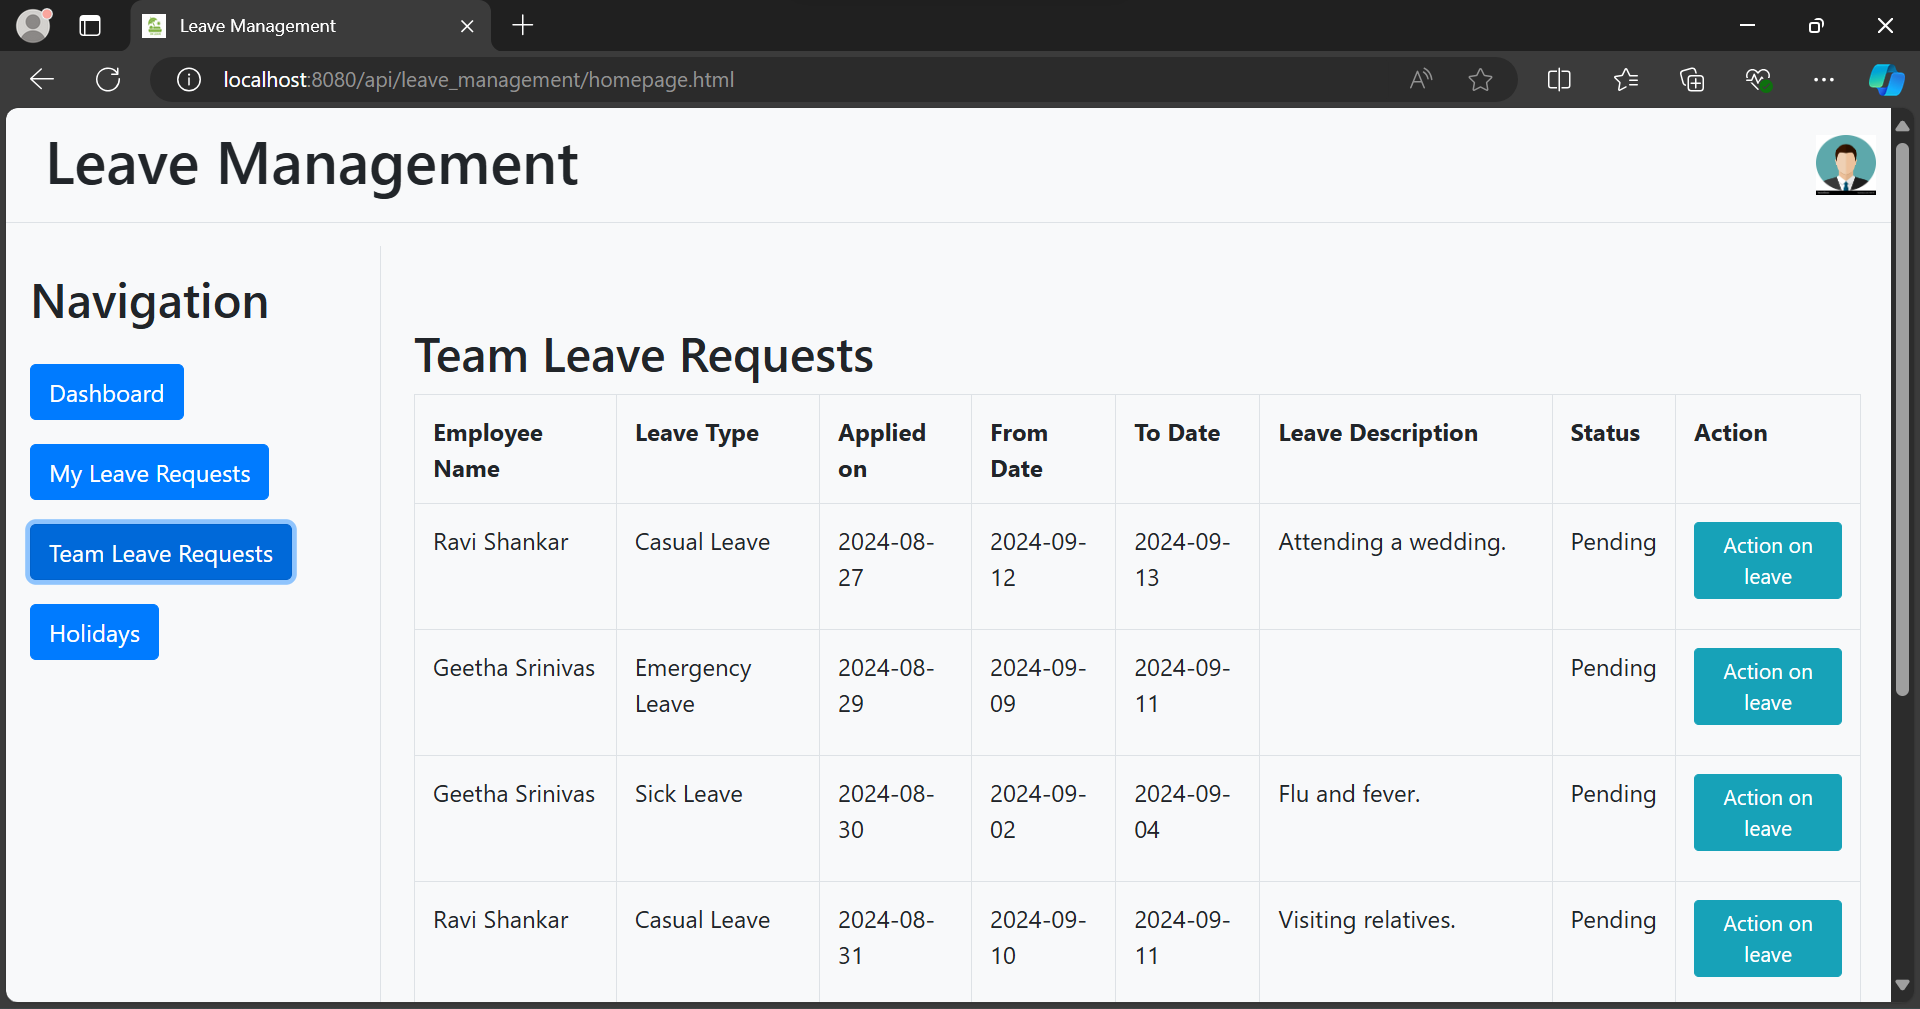 Leave Management
localhost:8080/api/leave_management/homepage.html
Leave Management
Navigation
Dashboard
My Leave Requests
Team Leave Requests
Holidays
Team Leave Requests
Employee Name Leave Type Applied on From Date To Date Leave Description Status Action
Ravi Shankar Casual Leave 2024-08-27 2024-09-12 2024-09-13 Attending a wedding. Pending Action on leave
Geetha Srinivas Emergency Leave 2024-08-29 2024-09-09 2024-09-11 Pending Action on leave
Geetha Srinivas Sick Leave 2024-08-30 2024-09-02 2024-09-04 Flu and fever. Pending Action on leave
Ravi Shankar Casual Leave 2024-08-31 2024-09-10 2024-09-11 Visiting relatives. Pending Action on leave